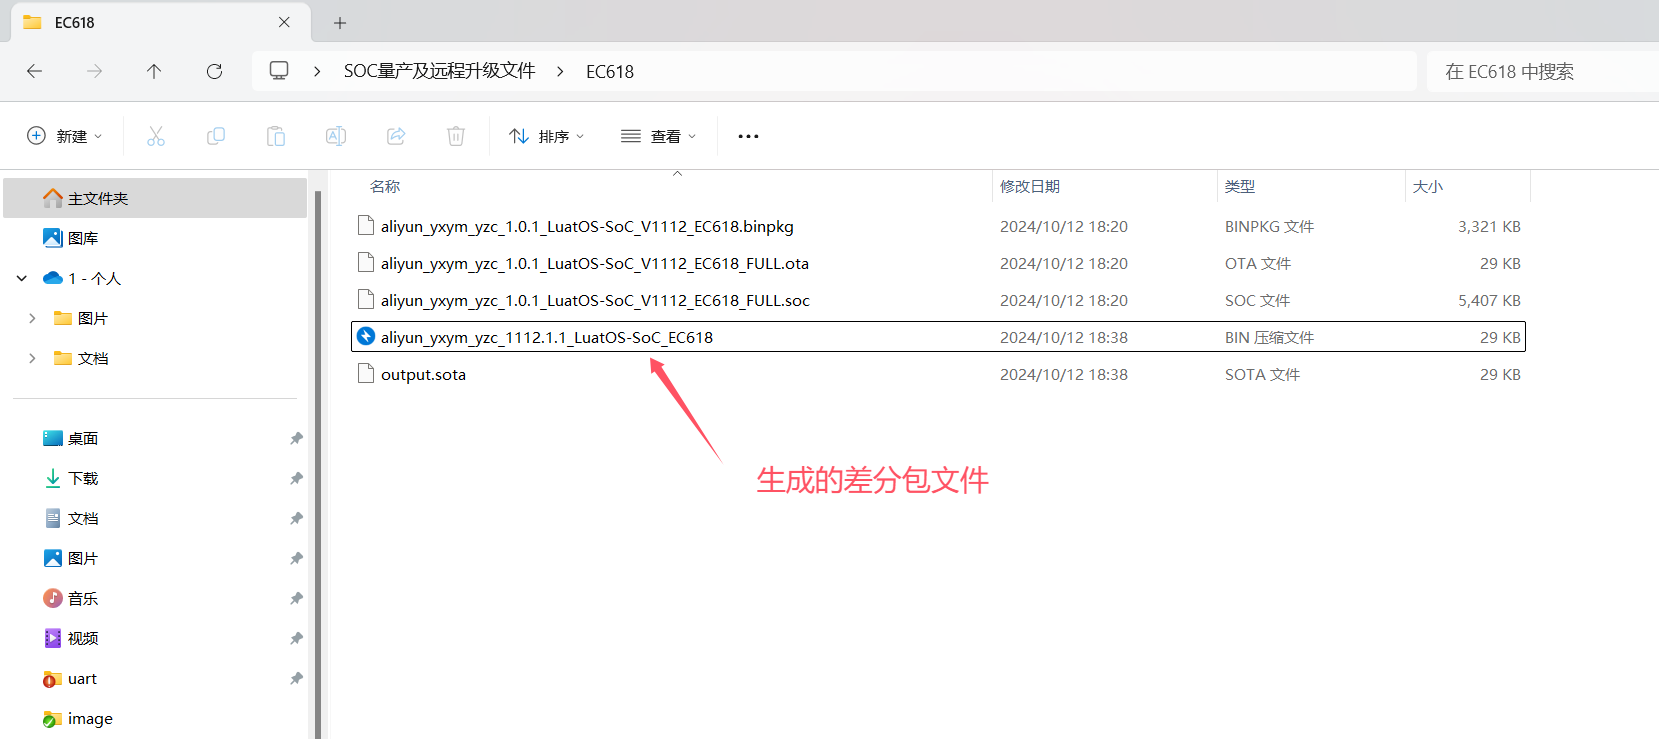 EC618
SOC量产及远程升级文件 > EC618
在 EC618 中搜索
新建
排序
查看
名称 修改日期 类型 大小
aliyun_yxym_yzc_1.0.1_LuatOS-SoC_V1112_EC618.binpkg 2024/10/12 18:20 BINPKG 文件 3,321 KB
aliyun_yxym_yzc_1.0.1_LuatOS-SoC_V1112_EC618_FULL.ota 2024/10/12 18:20 OTA 文件 29 KB
aliyun_yxym_yzc_1.0.1_LuatOS-SoC_V1112_EC618_FULL.soc 2024/10/12 18:20 SOC 文件 5,407 KB
aliyun_yxym_yzc_1112.1.1_LuatOS-SoC_EC618 2024/10/12 18:38 BIN 压缩文件 29 KB
output.sota 2024/10/12 18:38 SOTA 文件 29 KB
生成的差分包文件
主文件夹
图库
1 - 个人
图片
文档
桌面
下载
文档
图片
音乐
视频
uart
image